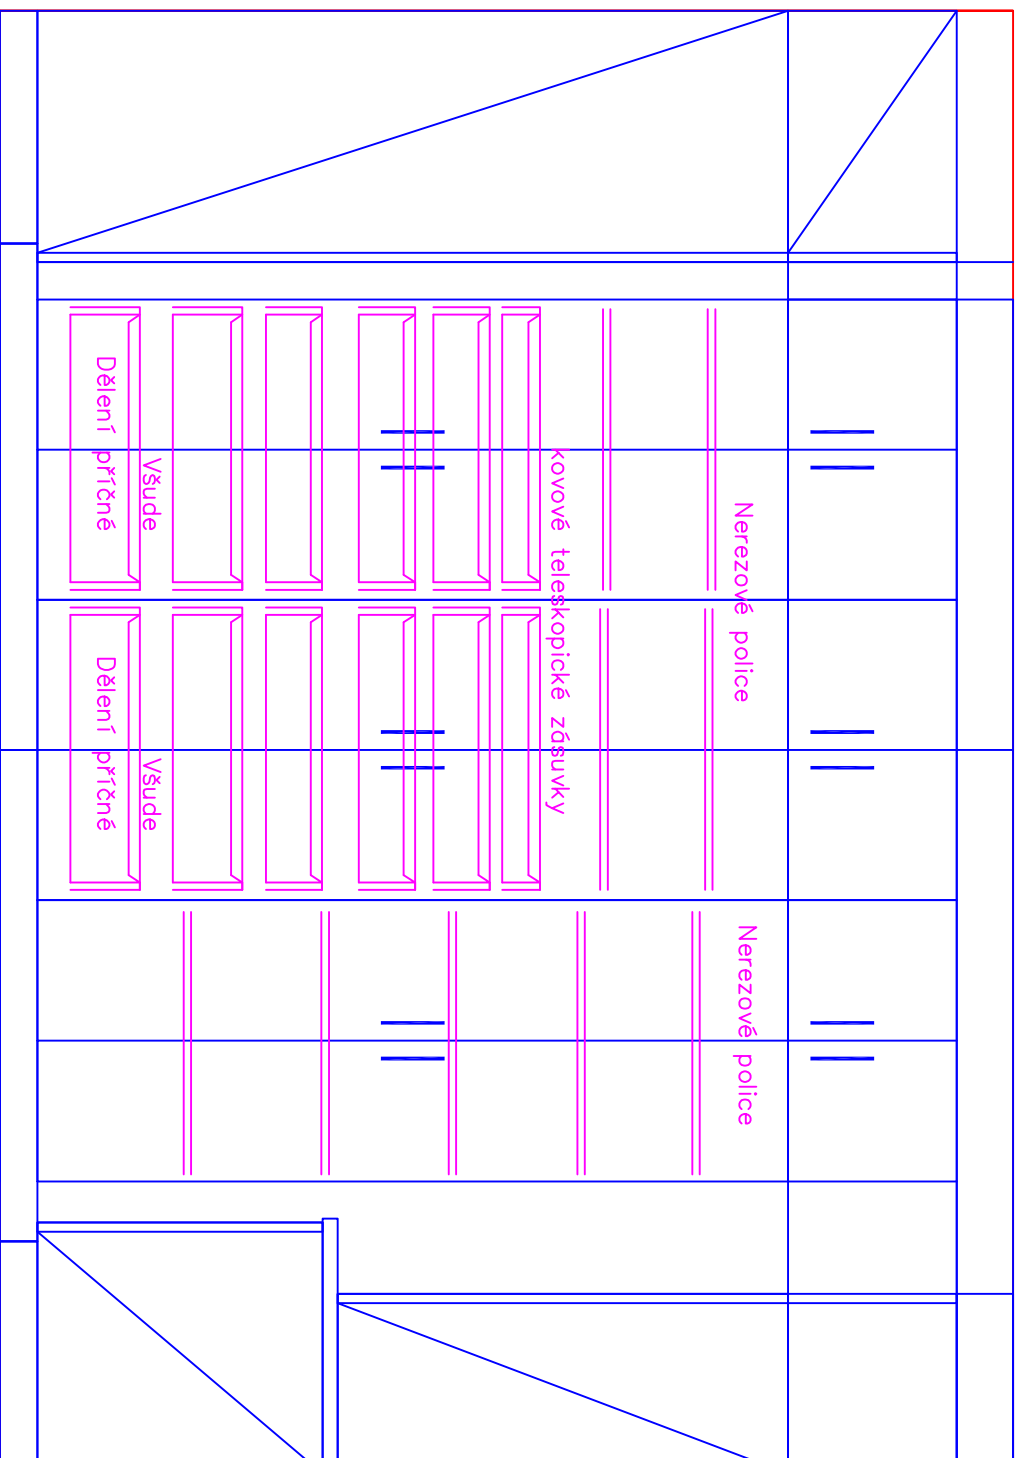 Nerezové police
Nerezové police
kovové teleskopické zásuvky
Všude
Dělení příčné
Všude
Dělení příčné